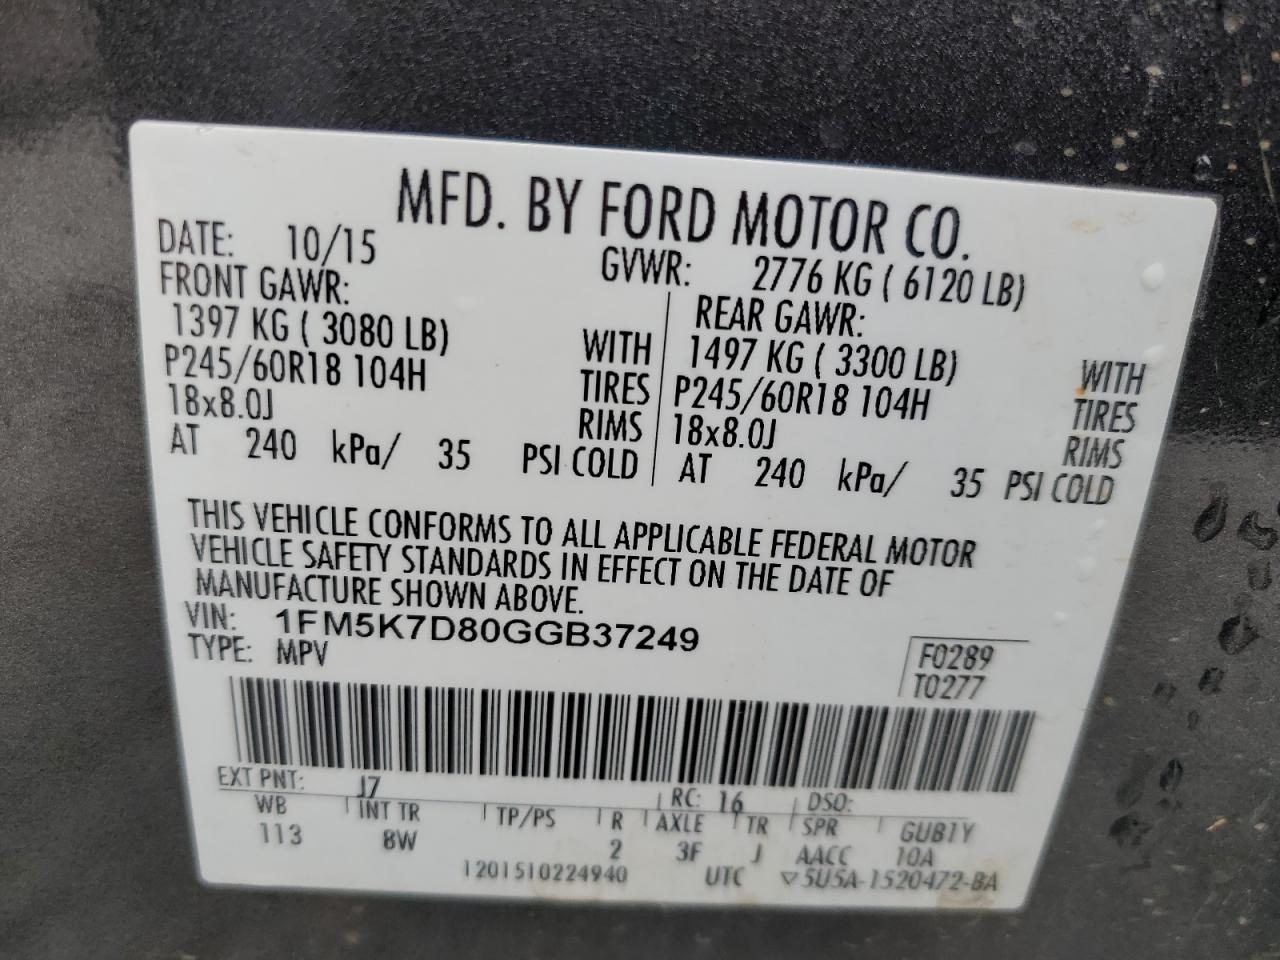 MFD. BY FORD MOTOR CO.
DATE: 10/15 GVWR: 2776 KG ( 6120 LB)
FRONT GAWR: REAR GAWR:
1397 KG ( 3080 LB) WITH 1497 KG ( 3300 LB) WITH
P245/60R18 104H TIRES P245/60R18 104H TIRES
18x8.0J RIMS 18x8.0J RIMS
AT 240 kPa/ 35 PSI COLD AT 240 kPa/ 35 PSI COLD
THIS VEHICLE CONFORMS TO ALL APPLICABLE FEDERAL MOTOR
VEHICLE SAFETY STANDARDS IN EFFECT ON THE DATE OF
MANUFACTURE SHOWN ABOVE.
VIN: 1FM5K7D80GGB37249
TYPE: MPV
F0289
T0277
EXT PNT: J7 RC: 16 DSO:
WB INT TR TP/PS R AXLE TR SPR GUB1Y
113 8W 2 3F J AACC 10A
1201510224940 UTC ▽5U5A-1520472-BA